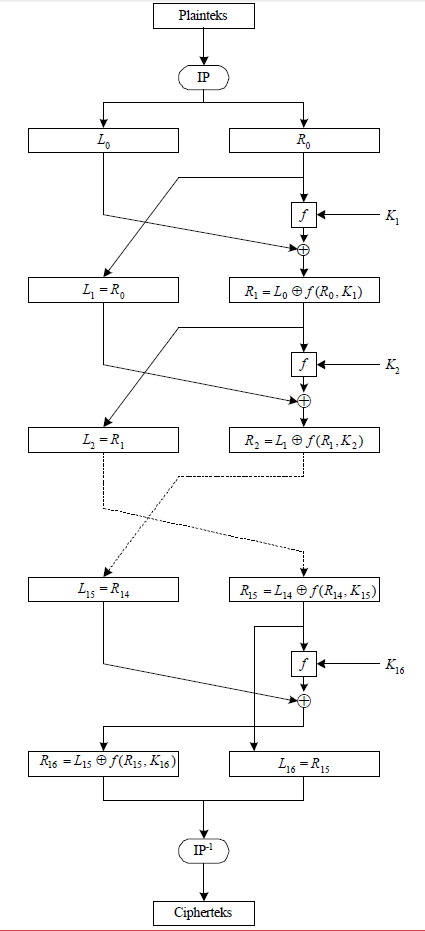 Plainteks
IP
L₀ R₀
f K₁
⊕
L₁ = R₀ R₁ = L₀ ⊕ f(R₀, K₁)
f K₂
⊕
L₂ = R₁ R₂ = L₁ ⊕ f(R₁, K₂)
L₁₅ = R₁₄ R₁₅ = L₁₄ ⊕ f(R₁₄, K₁₅)
f K₁₆
⊕
R₁₆ = L₁₅ ⊕ f(R₁₅, K₁₆) L₁₆ = R₁₅
IP⁻¹
Cipherteks